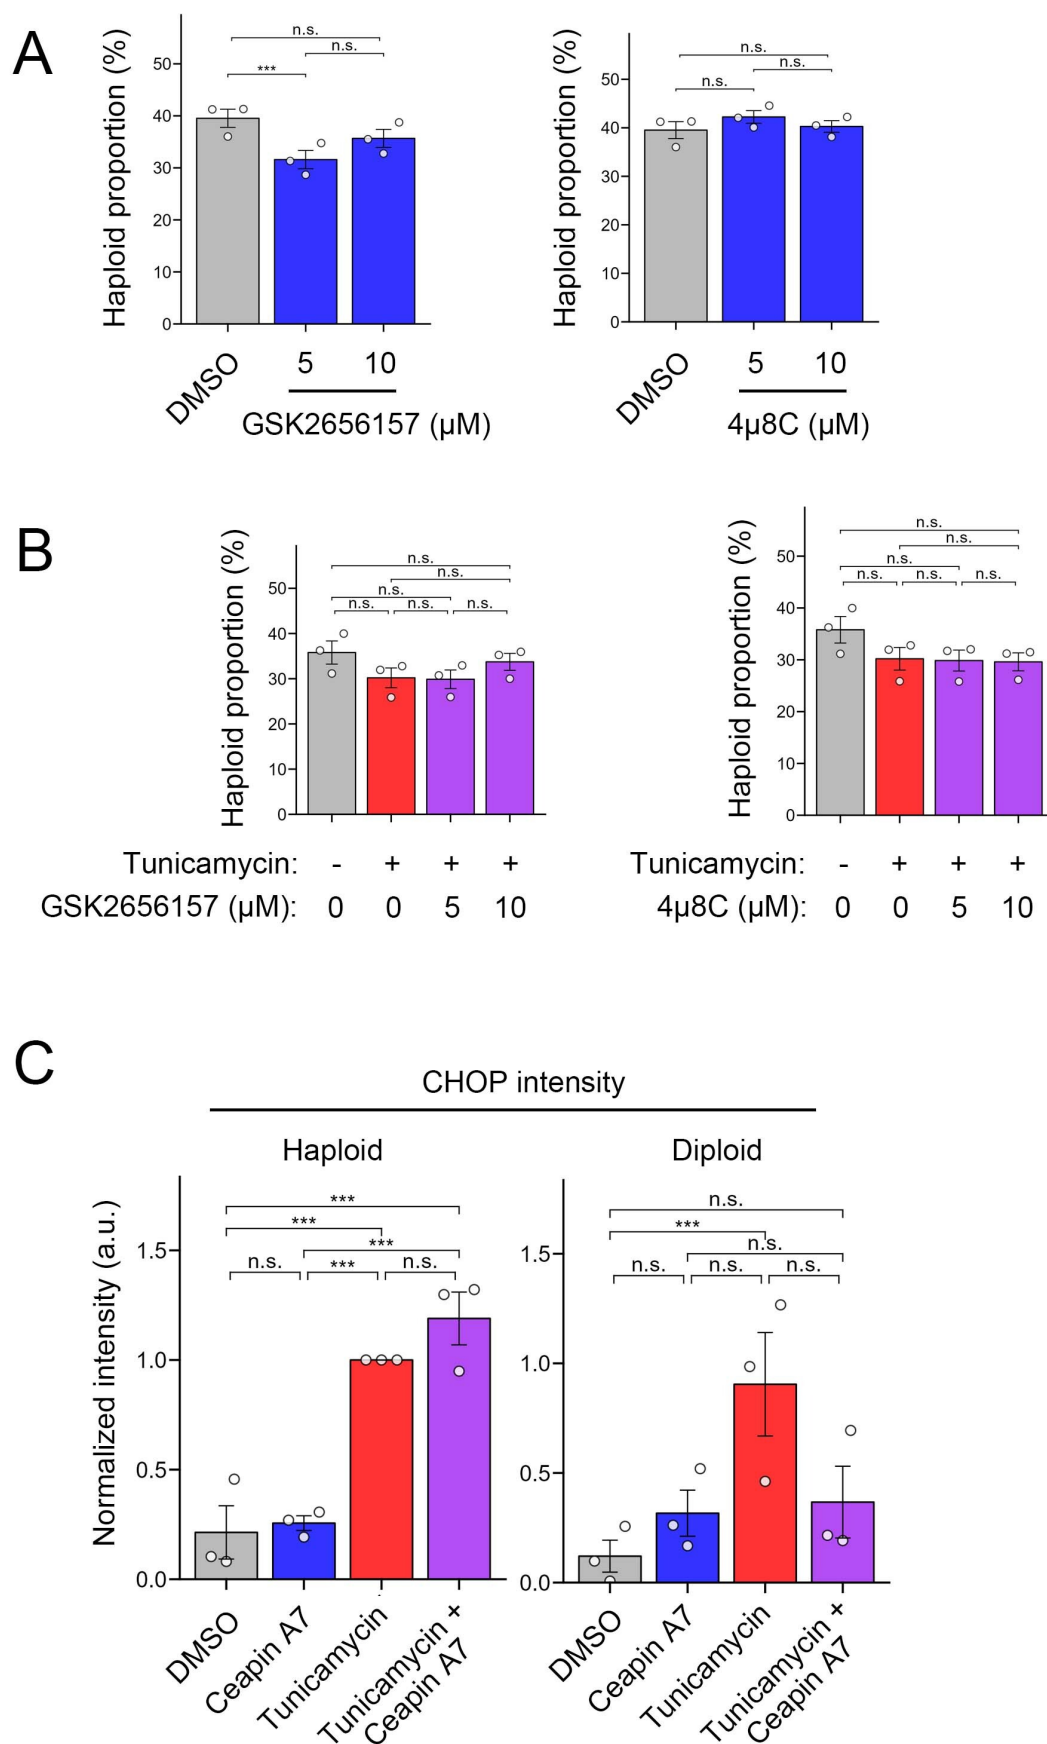 A
Haploid proportion (%)
50
40
30
20
10
0
n.s.
n.s.
***
DMSO
5 10
GSK2656157 (µM)
Haploid proportion (%)
50
40
30
20
10
0
n.s.
n.s.
n.s.
DMSO
5 10
4µ8C (µM)
B
Haploid proportion (%)
50
40
30
20
10
0
n.s.
n.s.
n.s.
n.s. n.s. n.s.
Tunicamycin: - + + +
GSK2656157 (µM): 0 0 5 10
Haploid proportion (%)
50
40
30
20
10
0
n.s.
n.s.
n.s.
n.s. n.s. n.s.
Tunicamycin: - + + +
4µ8C (µM): 0 0 5 10
C
CHOP intensity
Haploid
Normalized intensity (a.u.)
1.5
1.0
0.5
0.0
***
***
***
n.s. *** n.s.
DMSO
Ceapin A7
Tunicamycin
Tunicamycin +
Ceapin A7
Diploid
1.5
1.0
0.5
0.0
n.s.
***
n.s.
n.s. n.s. n.s.
DMSO
Ceapin A7
Tunicamycin
Tunicamycin +
Ceapin A7